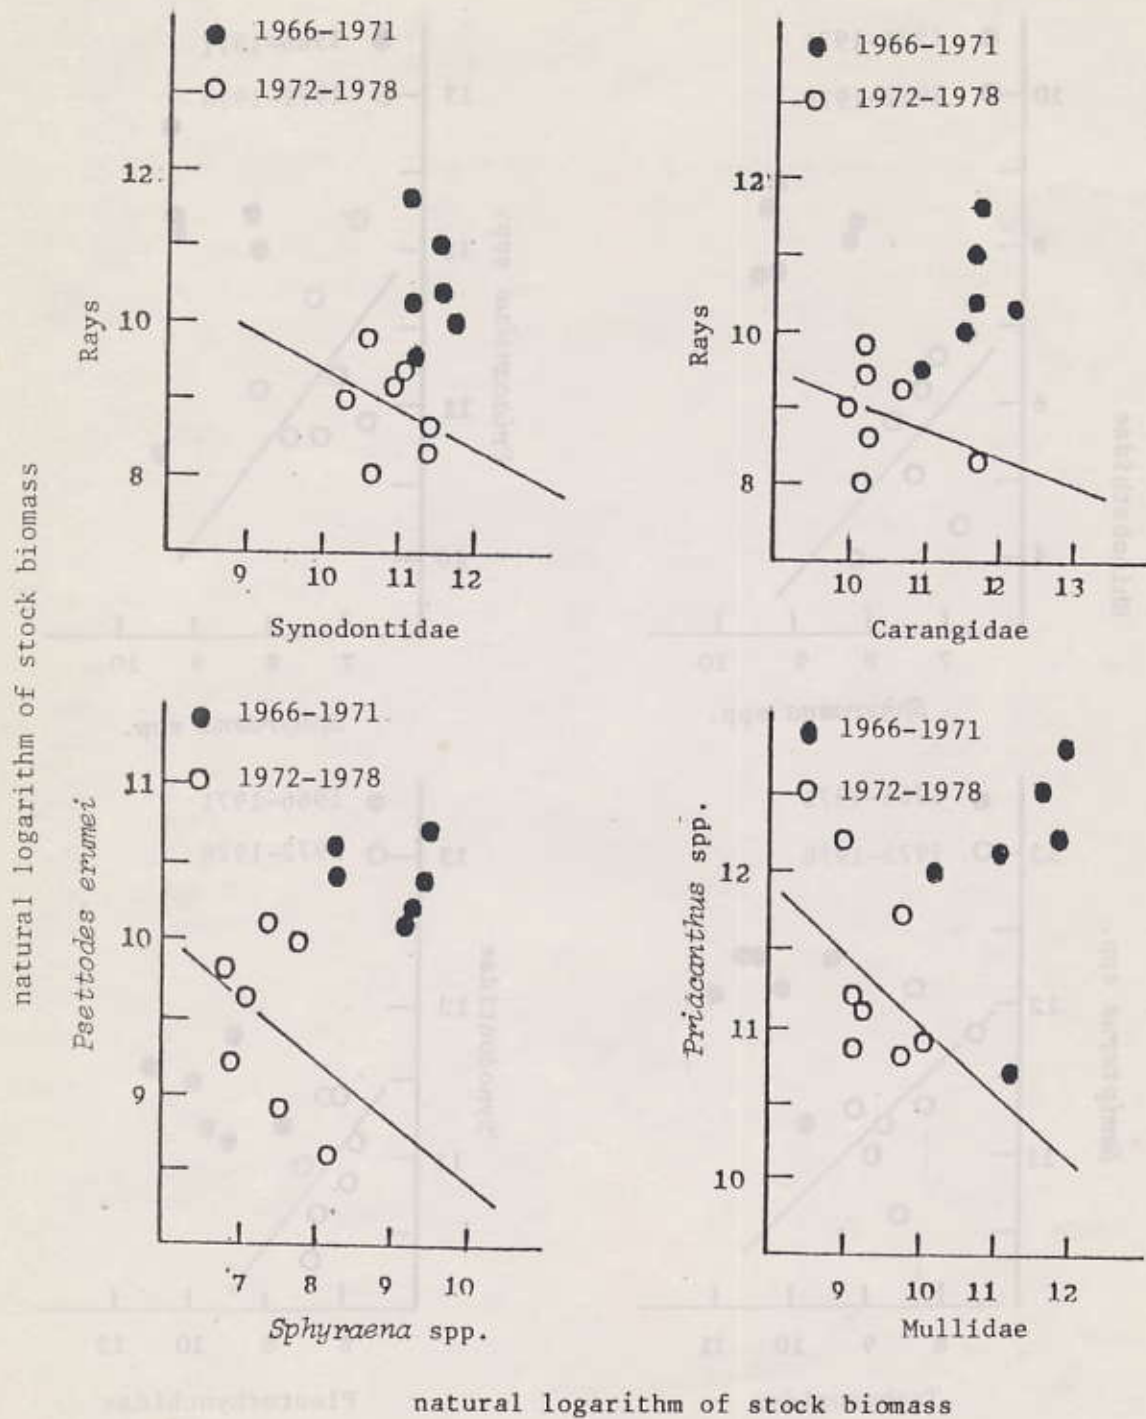 1966-1971
1972-1978
12
10
8
Rays
9 10 11 12
Synodontidae
1966-1971
1972-1978
12
10
8
Rays
10 11 12 13
Carangidae
natural logarithm of stock biomass
1966-1971
1972-1978
11
10
9
Psettodes erumei
7 8 9 10
Sphyraena spp.
1966-1971
1972-1978
12
11
10
Priacanthus spp.
9 10 11 12
Mullidae
natural logarithm of stock biomass